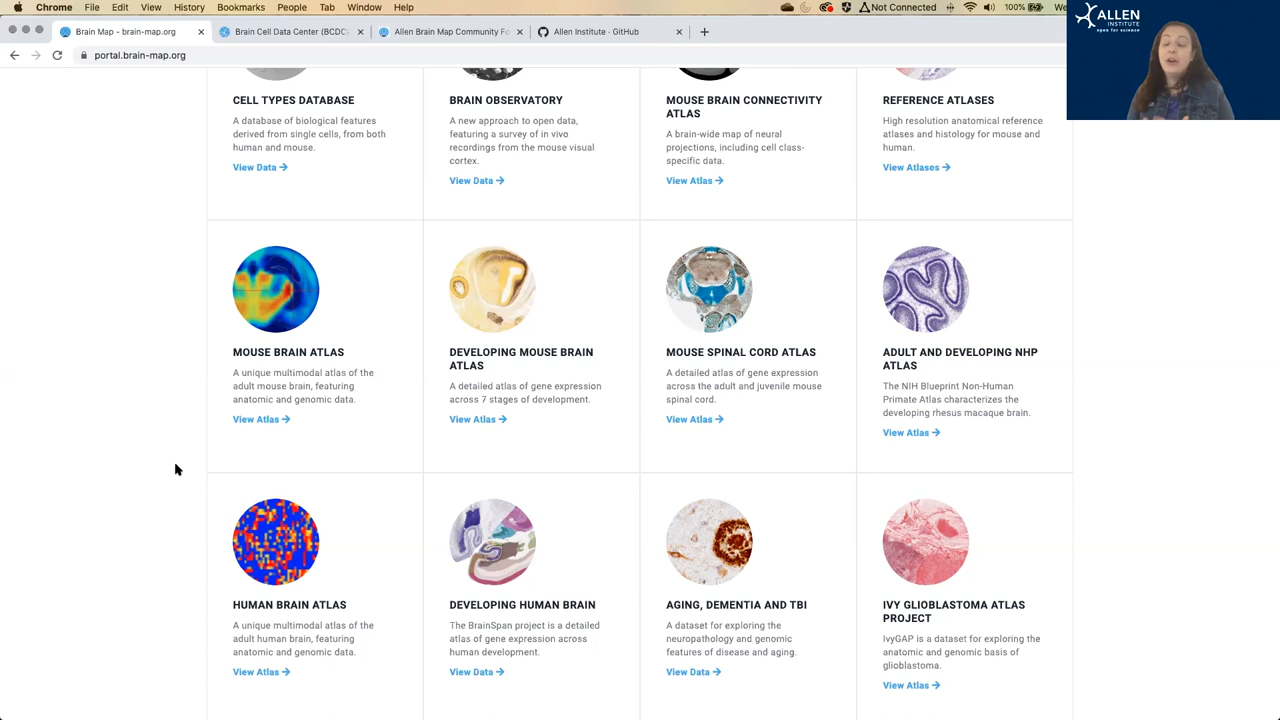 Chrome File Edit View History Bookmarks People Tab Window Help
Not Connected
100%
We
ALLEN
INSTITUTE
open for science
Brain Map - brain-map.org
Brain Cell Data Center (BCDC
Allen Brain Map Community Fo
Allen Institute · GitHub
portal.brain-map.org
CELL TYPES DATABASE
A database of biological features
derived from single cells, from both
human and mouse.
View Data →
BRAIN OBSERVATORY
A new approach to open data,
featuring a survey of in vivo
recordings from the mouse visual
cortex.
View Data →
MOUSE BRAIN CONNECTIVITY
ATLAS
A brain-wide map of neural
projections, including cell class-
specific data.
View Atlas →
REFERENCE ATLASES
High resolution anatomical reference
atlases and histology for mouse and
human.
View Atlases →
MOUSE BRAIN ATLAS
A unique multimodal atlas of the
adult mouse brain, featuring
anatomic and genomic data.
View Atlas →
DEVELOPING MOUSE BRAIN
ATLAS
A detailed atlas of gene expression
across 7 stages of development.
View Atlas →
MOUSE SPINAL CORD ATLAS
A detailed atlas of gene expression
across the adult and juvenile mouse
spinal cord.
View Atlas →
ADULT AND DEVELOPING NHP
ATLAS
The NIH Blueprint Non-Human
Primate Atlas characterizes the
developing rhesus macaque brain.
View Atlas →
HUMAN BRAIN ATLAS
A unique multimodal atlas of the
adult human brain, featuring
anatomic and genomic data.
View Atlas →
DEVELOPING HUMAN BRAIN
The BrainSpan project is a detailed
atlas of gene expression across
human development.
View Data →
AGING, DEMENTIA AND TBI
A dataset for exploring the
neuropathology and genomic
features of disease and aging.
View Data →
IVY GLIOBLASTOMA ATLAS
PROJECT
IvyGAP is a dataset for exploring the
anatomic and genomic basis of
glioblastoma.
View Atlas →